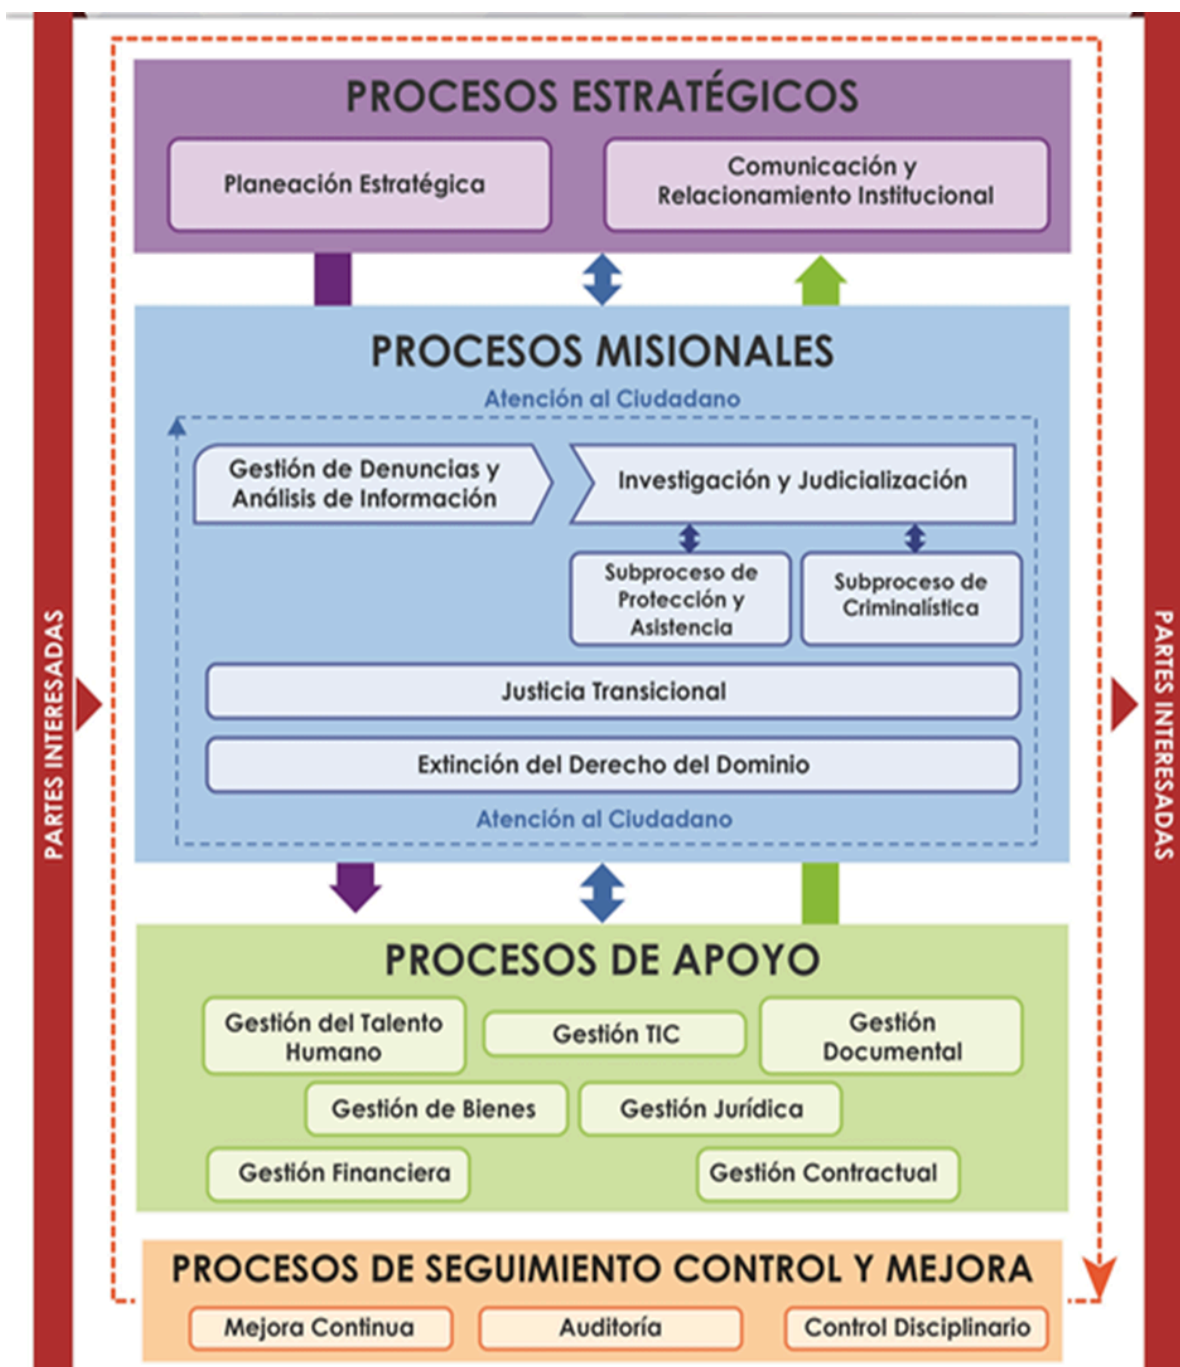 PROCESOS ESTRATÉGICOS
Planeación Estratégica
Comunicación y
Relacionamiento Institucional
PROCESOS MISIONALES
Atención al Ciudadano
Gestión de Denuncias y
Análisis de Información
Investigación y Judicialización
Subproceso de
Protección y
Asistencia
Subproceso de
Criminalística
Justicia Transicional
Extinción del Derecho del Dominio
Atención al Ciudadano
PARTES INTERESADAS
PARTES INTERESADAS
PROCESOS DE APOYO
Gestión del Talento
Humano
Gestión TIC
Gestión
Documental
Gestión de Bienes
Gestión Jurídica
Gestión Financiera
Gestión Contractual
PROCESOS DE SEGUIMIENTO CONTROL Y MEJORA
Mejora Continua
Auditoría
Control Disciplinario